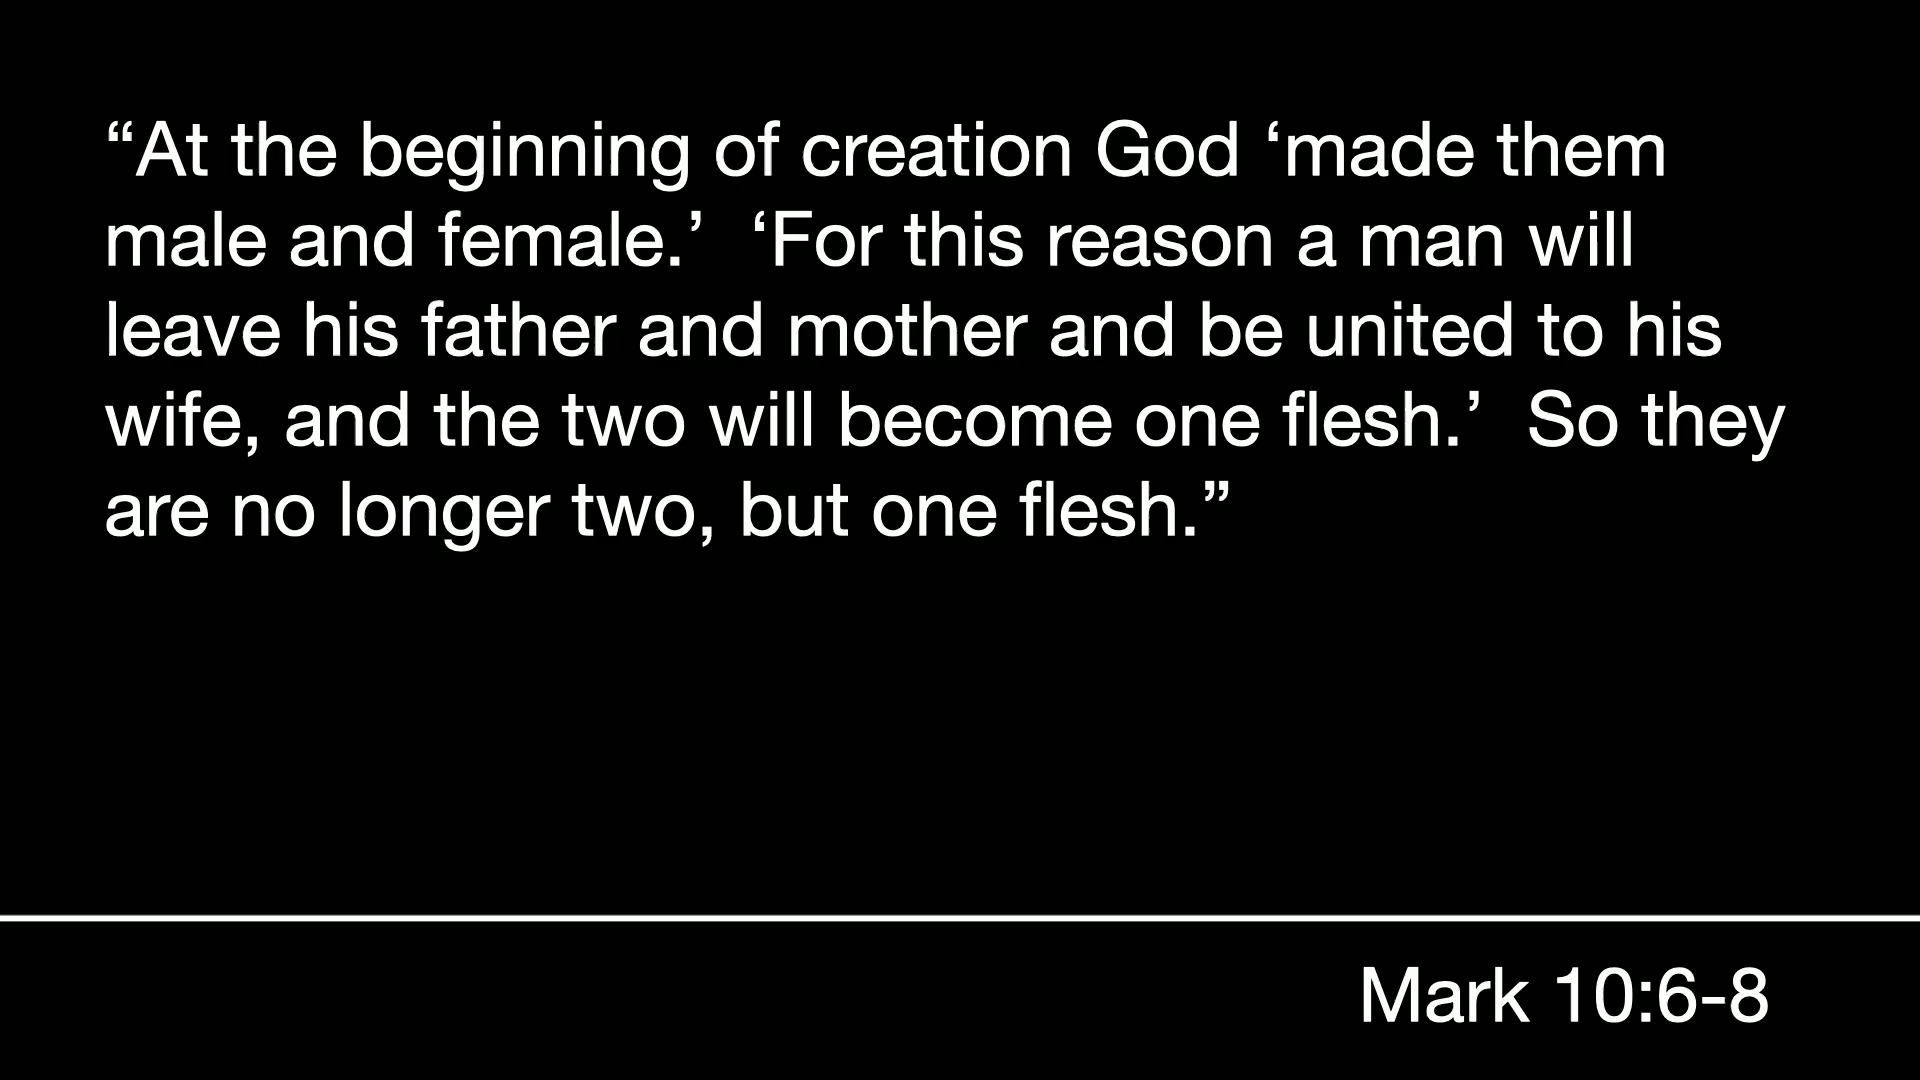 “At the beginning of creation God ‘made them
male and female.’  ‘For this reason a man will
leave his father and mother and be united to his
wife, and the two will become one flesh.’  So they
are no longer two, but one flesh.”
Mark 10:6-8